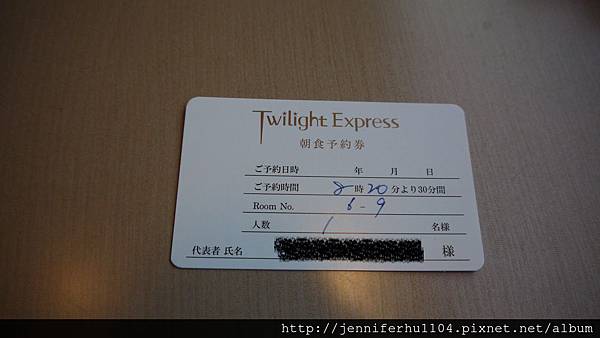 Twilight Express
朝食予約券
ご予約日時 年 月 日
ご予約時間 8時20分より30分間
Room No. 6-9
人数 1 名様
代表者 氏名 様
http://jenniferhu1104.pixnet.net/album